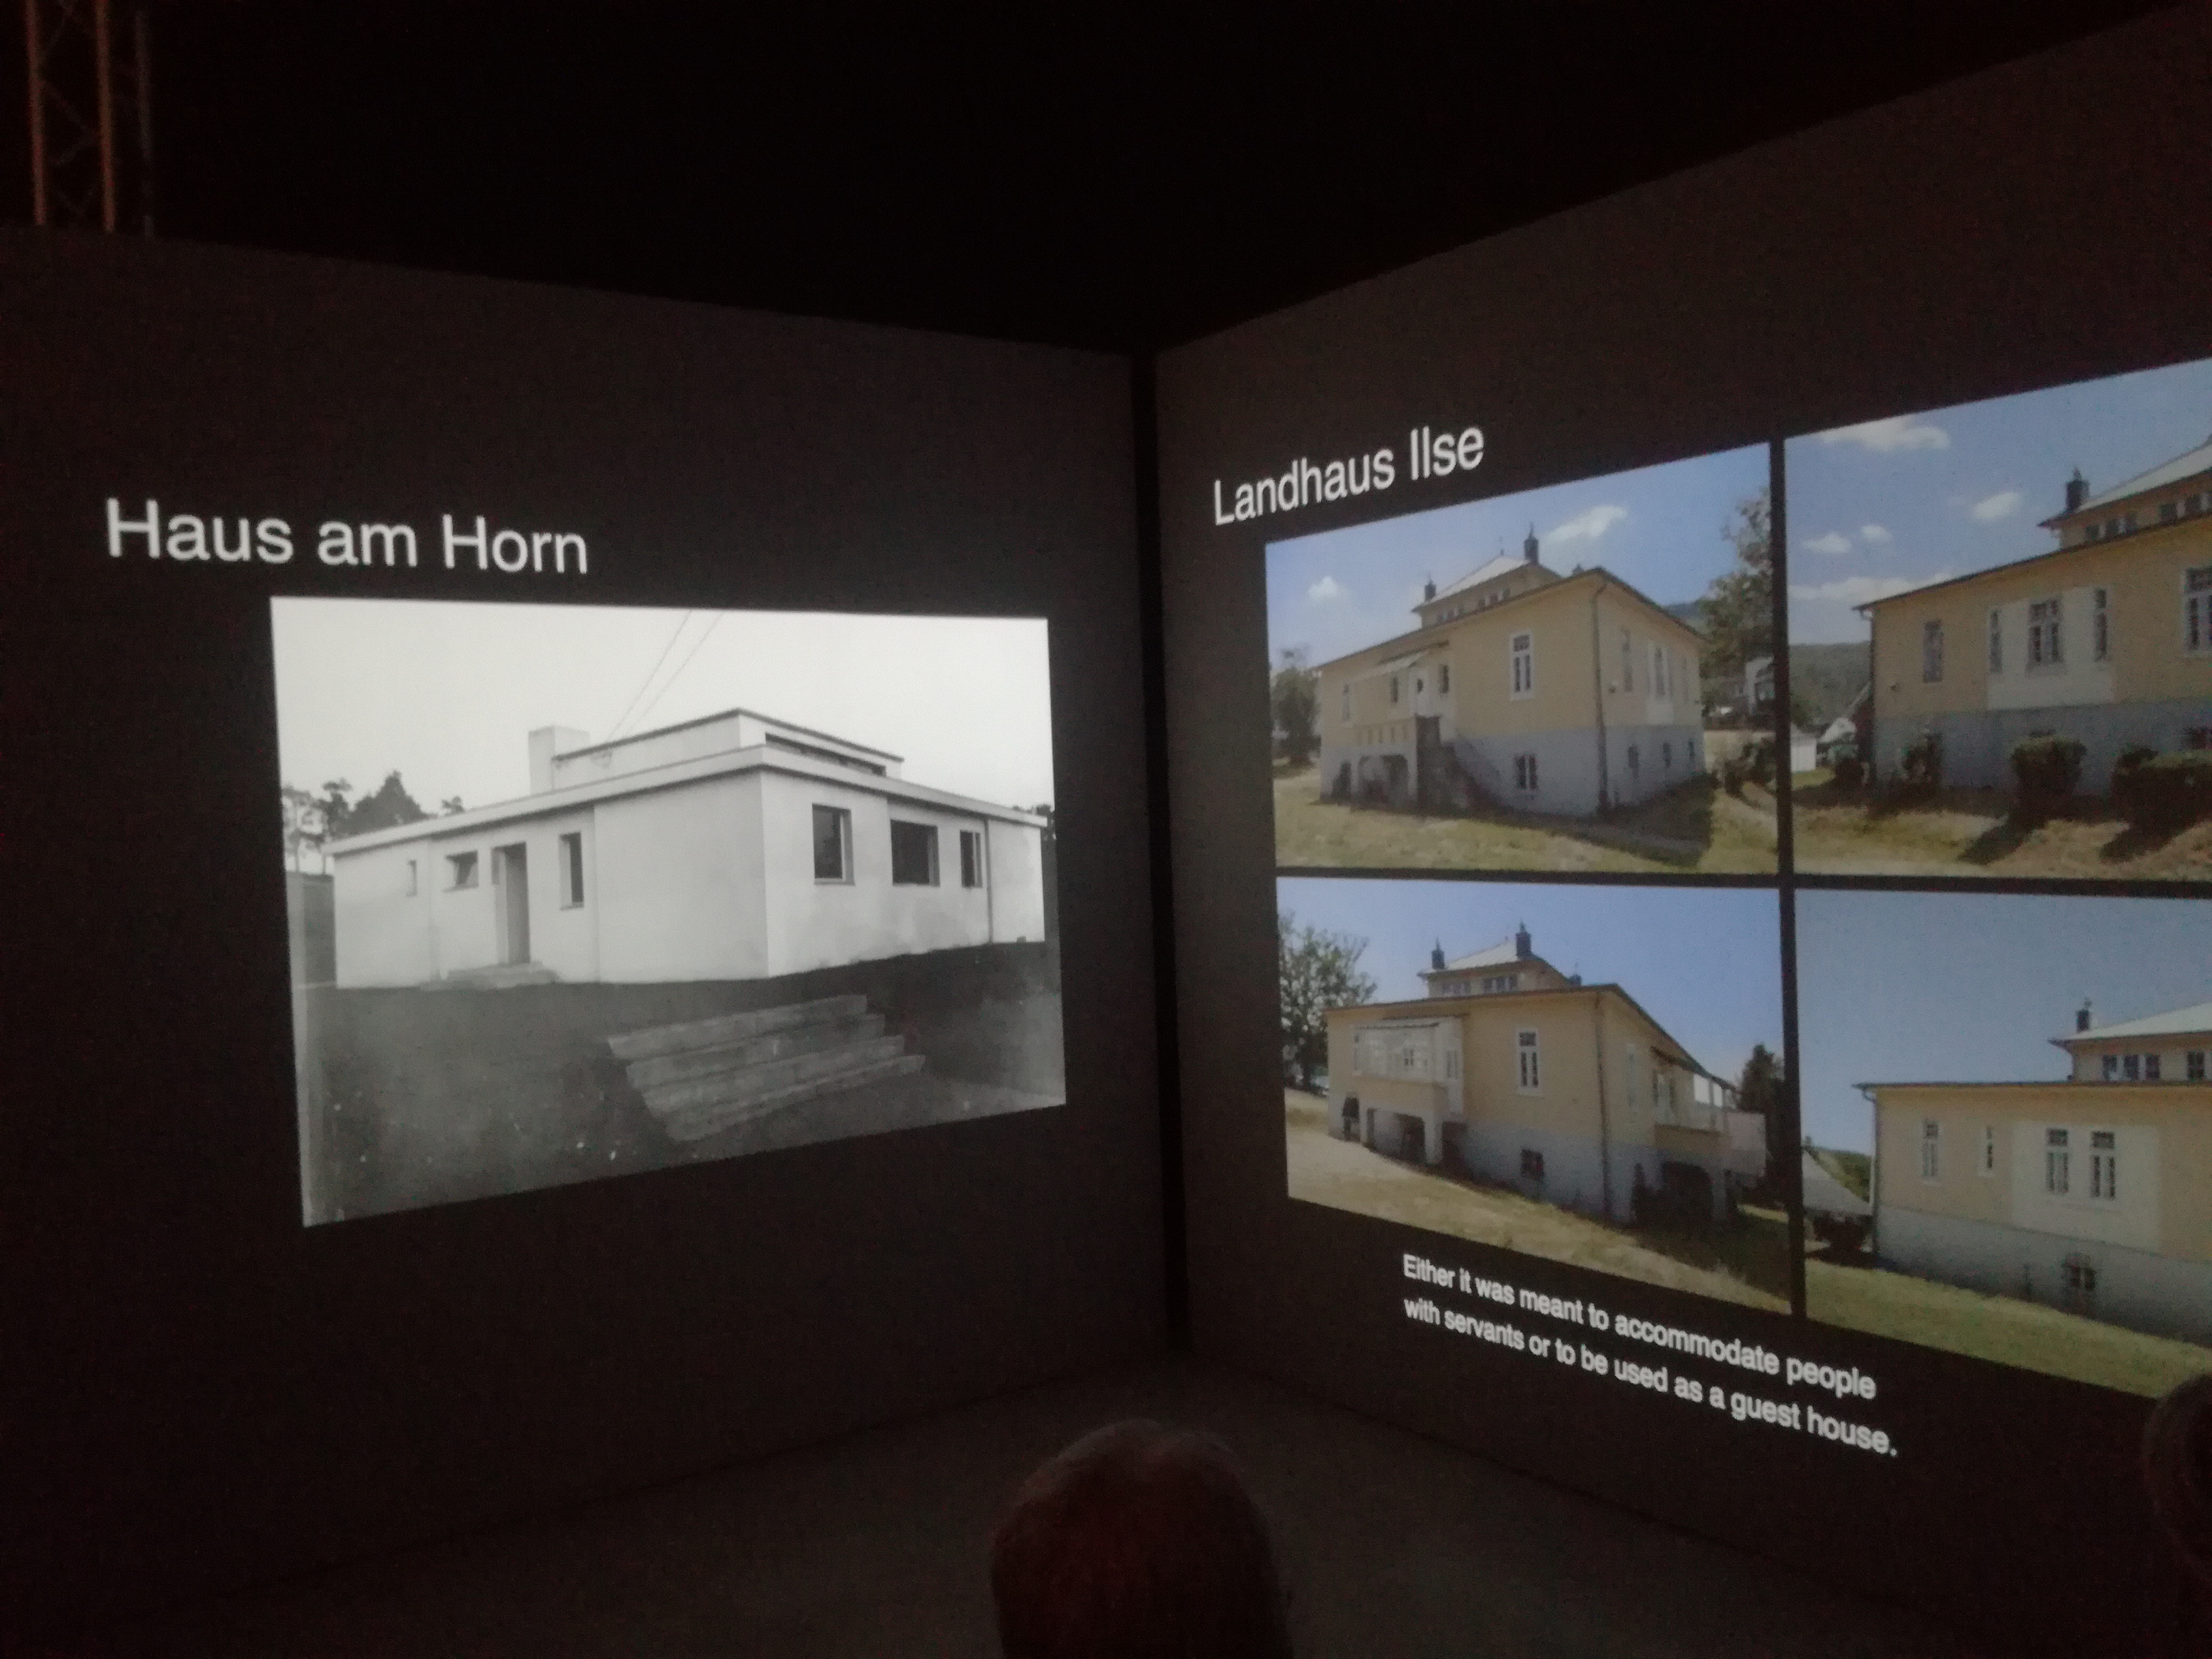 Haus am Horn
Landhaus Ilse
Either it was meant to accommodate people
with servants or to be used as a guest house.